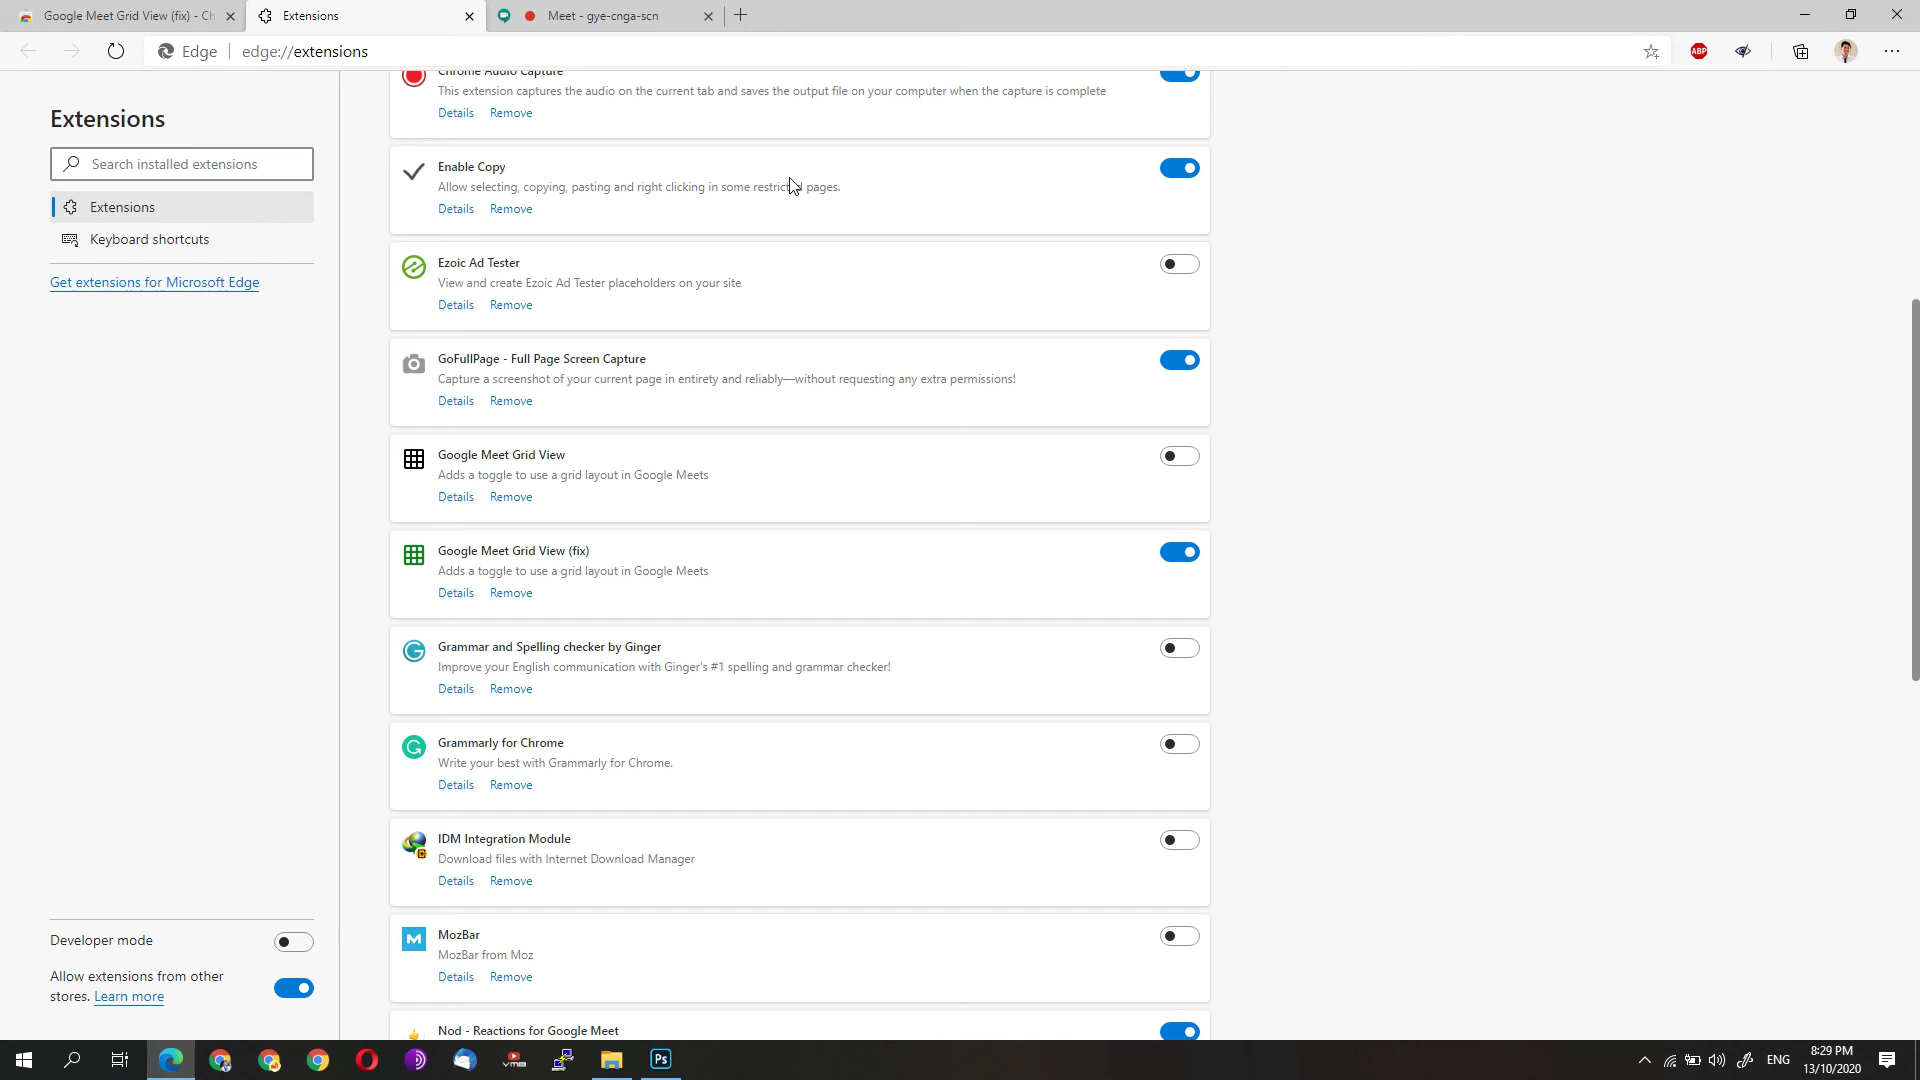 Google Meet Grid View (fix) - Ch
Extensions
Meet - gye-cnga-scn
Edge
edge://extensions
ABP
Extensions
Search installed extensions
Extensions
Keyboard shortcuts
Get extensions for Microsoft Edge
Developer mode
Allow extensions from other
stores. Learn more
Chrome Audio Capture
This extension captures the audio on the current tab and saves the output file on your computer when the capture is complete
Details Remove
Enable Copy
Allow selecting, copying, pasting and right clicking in some restricted pages.
Details Remove
Ezoic Ad Tester
View and create Ezoic Ad Tester placeholders on your site
Details Remove
GoFullPage - Full Page Screen Capture
Capture a screenshot of your current page in entirety and reliably—without requesting any extra permissions!
Details Remove
Google Meet Grid View
Adds a toggle to use a grid layout in Google Meets
Details Remove
Google Meet Grid View (fix)
Adds a toggle to use a grid layout in Google Meets
Details Remove
Grammar and Spelling checker by Ginger
Improve your English communication with Ginger's #1 spelling and grammar checker!
Details Remove
Grammarly for Chrome
Write your best with Grammarly for Chrome.
Details Remove
IDM Integration Module
Download files with Internet Download Manager
Details Remove
M
MozBar
MozBar from Moz
Details Remove
Nod - Reactions for Google Meet
Ps
ENG
8:29 PM
13/10/2020